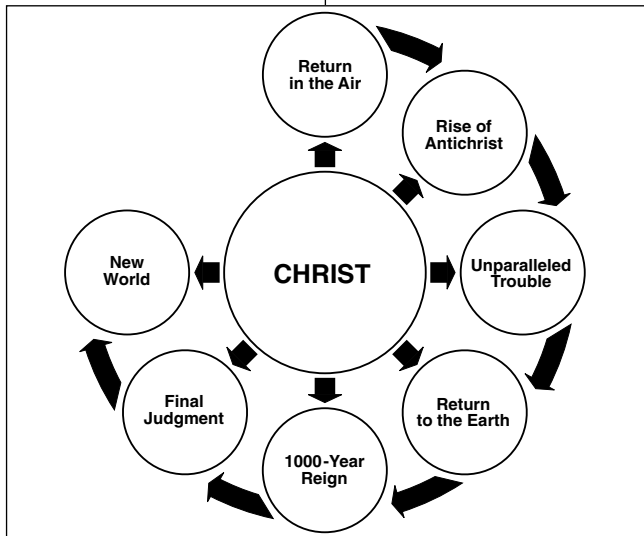 Return
in the Air
Rise of
Antichrist
Unparalleled
Trouble
Return
to the Earth
1000-Year
Reign
Final
Judgment
New
World
CHRIST